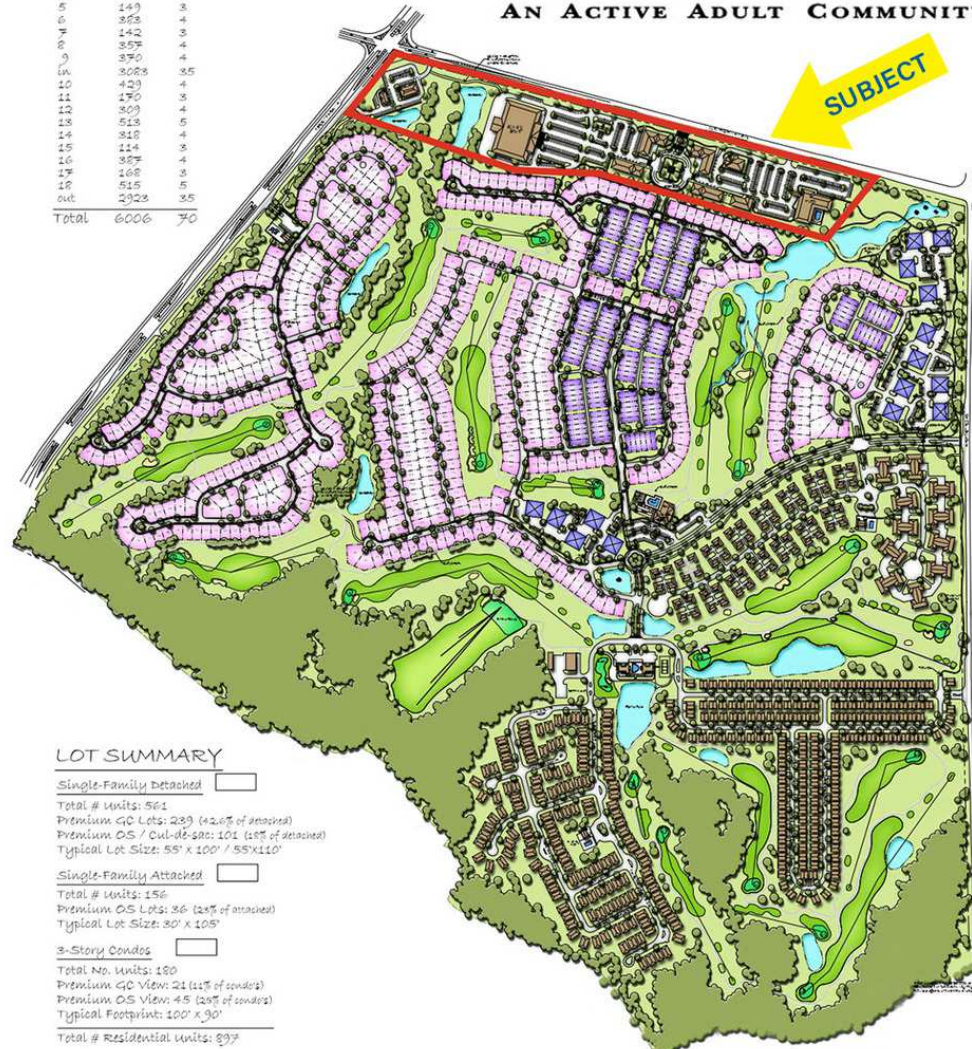 AN ACTIVE ADULT COMMUNIT
5 149 3
6 383 4
7 142 3
8 357 4
9 370 4
in 3083 35
10 429 4
11 170 3
12 309 4
13 513 5
14 318 4
15 114 3
16 387 4
17 168 3
18 515 5
out 2923 35
Total 6006 70
SUBJECT
LOT SUMMARY
Single-Family Detached
Total # Units: 561
Premium GC Lots: 239 (42.6% of detached)
Premium OS / Cul-de-sac: 101 (18% of detached)
Typical Lot Size: 55' x 100' / 55'x110'
Single-Family Attached
Total # Units: 156
Premium OS Lots: 36 (23% of attached)
Typical Lot Size: 30' x 105'
3-Story Condos
Total No. Units: 180
Premium GC View: 21 (11% of condo's)
Premium OS View: 45 (25% of condo's)
Typical Footprint: 100' x 90'
Total # Residential Units: 897